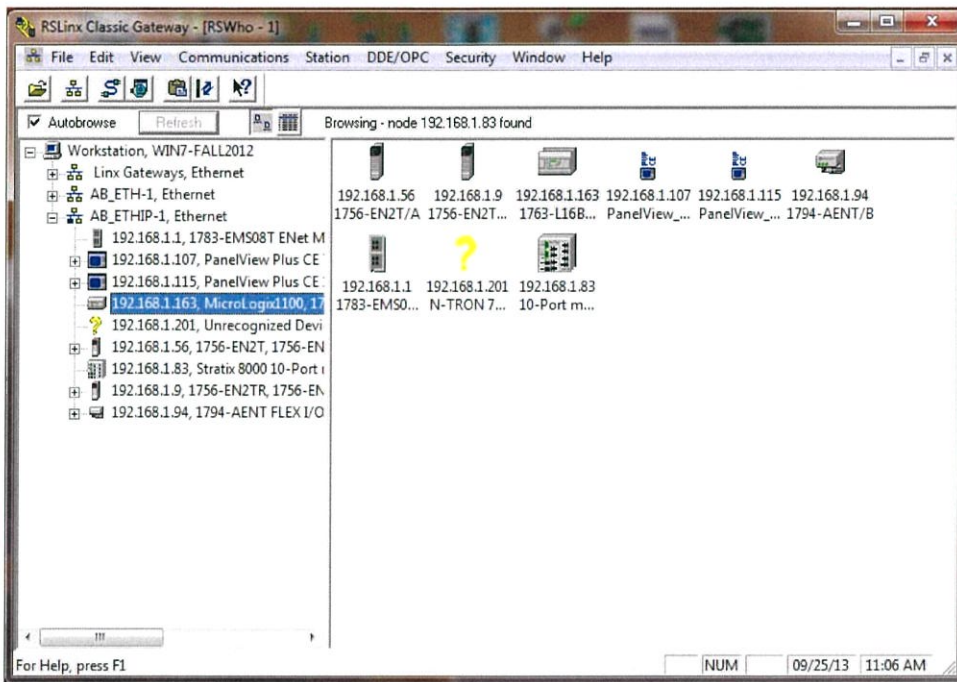 RSLinx Classic Gateway - [RSWho - 1]
File Edit View Communications Station DDE/OPC Security Window Help
Autobrowse Refresh Browsing - node 192.168.1.83 found
Workstation, WIN7-FALL2012
Linx Gateways, Ethernet
AB_ETH-1, Ethernet
AB_ETHIP-1, Ethernet
192.168.1.1, 1783-EMS08T ENet M
192.168.1.107, PanelView Plus CE
192.168.1.115, PanelView Plus CE
192.168.1.163, MicroLogix1100, 17
192.168.1.201, Unrecognized Devi
192.168.1.56, 1756-EN2T, 1756-EN
192.168.1.83, Stratix 8000 10-Port
192.168.1.9, 1756-EN2TR, 1756-EN
192.168.1.94, 1794-AENT FLEX I/O
192.168.1.56 192.168.1.9 192.168.1.163 192.168.1.107 192.168.1.115 192.168.1.94
1756-EN2T/A 1756-EN2T... 1763-L16B... PanelView_... PanelView_... 1794-AENT/B
?
192.168.1.1 192.168.1.201 192.168.1.83
1783-EMS0... N-TRON 7... 10-Port m...
For Help, press F1 NUM 09/25/13 11:06 AM